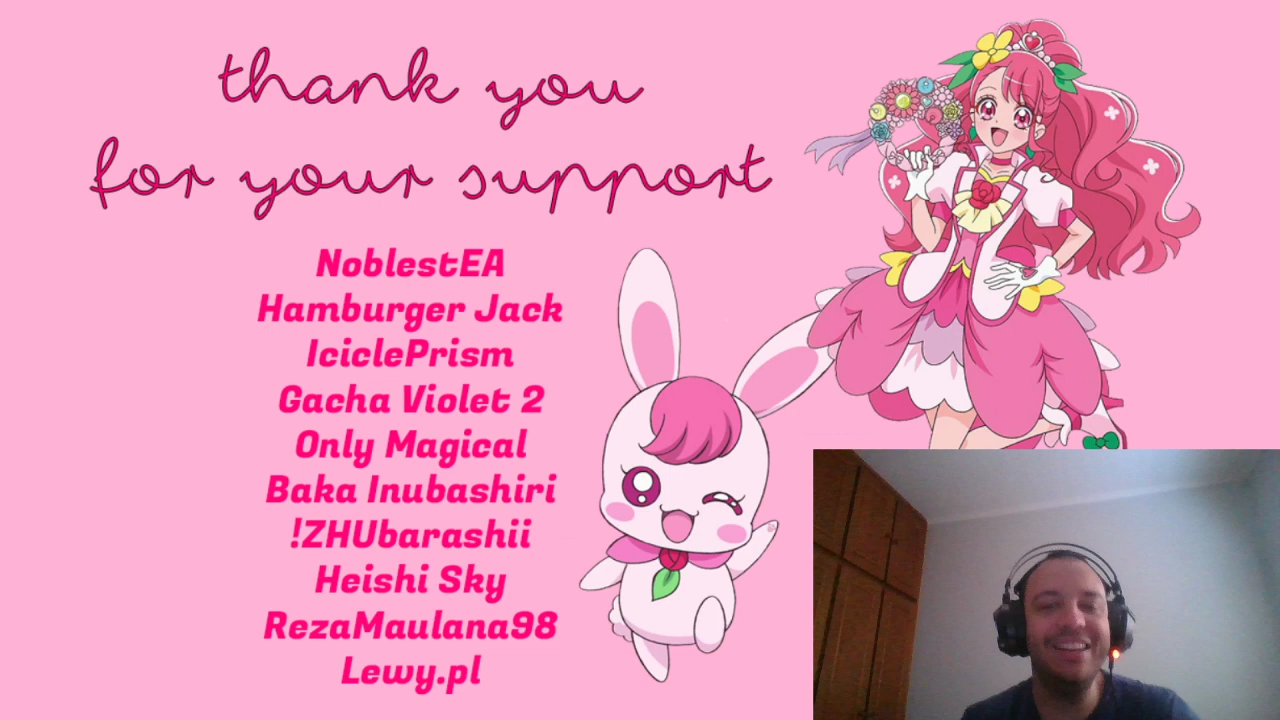 thank you
for your support
NoblestEA
Hamburger Jack
IciclePrism
Gacha Violet 2
Only Magical
Baka Inubashiri
!ZHUbarashii
Heishi Sky
RezaMaulana98
Lewy.pl